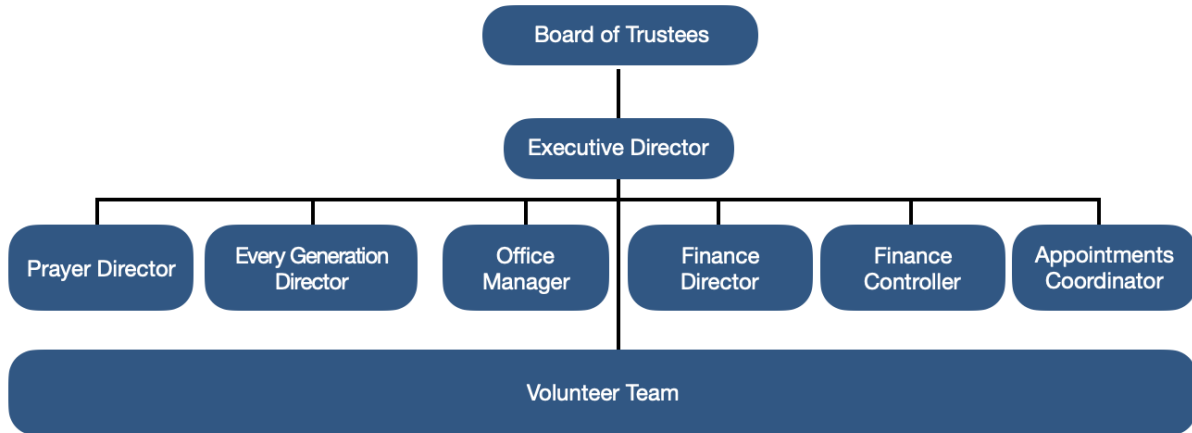 Board of Trustees
Executive Director
Prayer Director
Every Generation
Director
Office
Manager
Finance
Director
Finance
Controller
Appointments
Coordinator
Volunteer Team